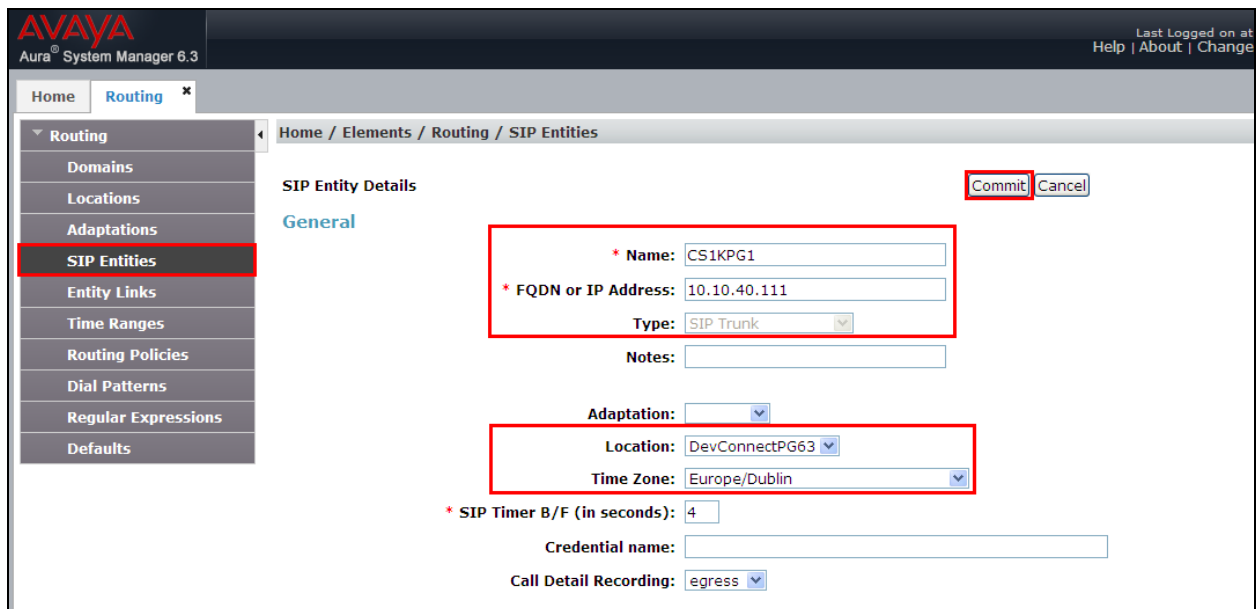 AVAYA
Aura® System Manager 6.3
Last Logged on at
Help | About | Change
Home
Routing ×
Routing
Domains
Locations
Adaptations
SIP Entities
Entity Links
Time Ranges
Routing Policies
Dial Patterns
Regular Expressions
Defaults
Home / Elements / Routing / SIP Entities
SIP Entity Details
Commit Cancel
General
* Name: CS1KPG1
* FQDN or IP Address: 10.10.40.111
Type: SIP Trunk
Notes:
Adaptation:
Location: DevConnectPG63
Time Zone: Europe/Dublin
* SIP Timer B/F (in seconds): 4
Credential name:
Call Detail Recording: egress